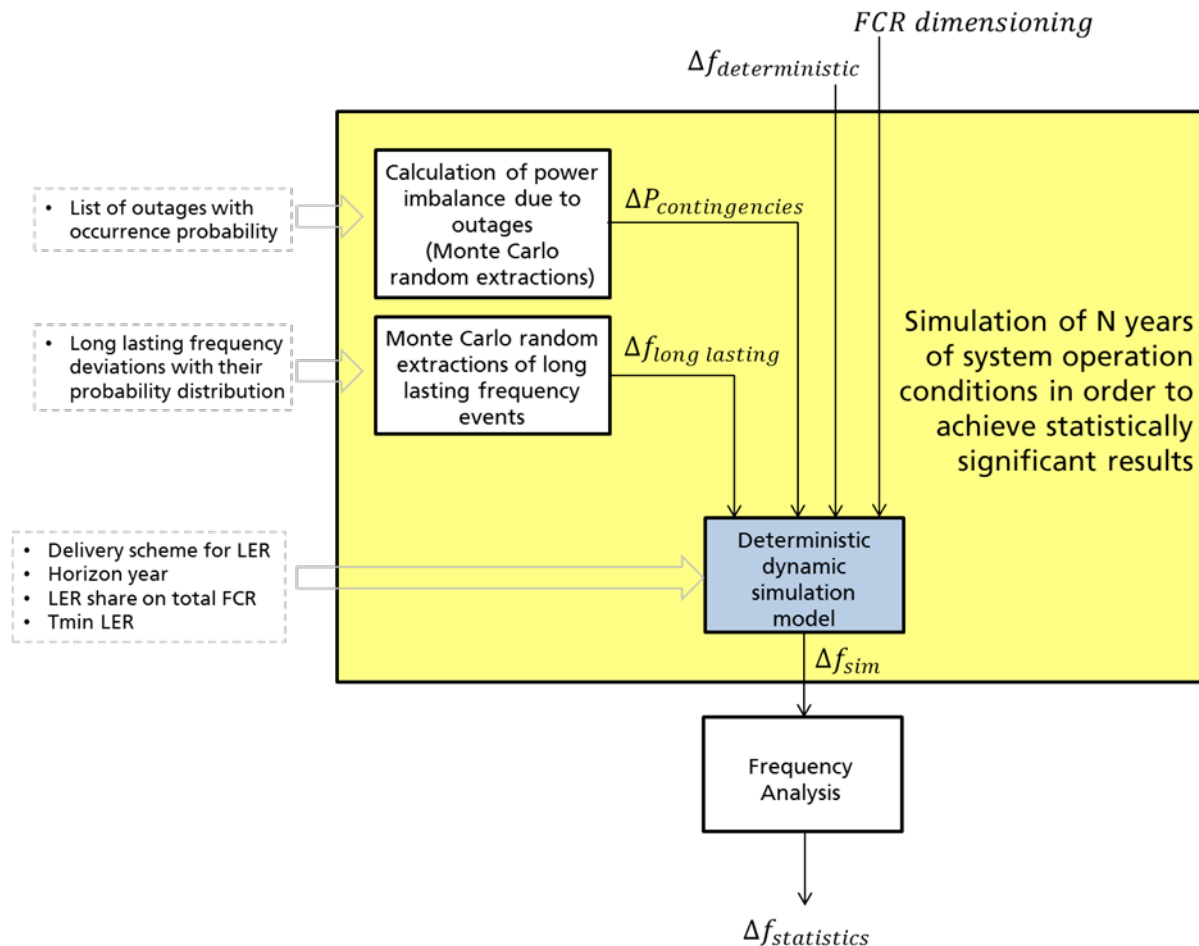 FCR dimensioning
Δf_deterministic
Calculation of power
imbalance due to
outages
(Monte Carlo
random extractions)
ΔP_contingencies
• List of outages with
occurrence probability
Monte Carlo random
extractions of long
lasting frequency
events
Δf_long lasting
• Long lasting frequency
deviations with their
probability distribution
Simulation of N years
of system operation
conditions in order to
achieve statistically
significant results
• Delivery scheme for LER
• Horizon year
• LER share on total FCR
• Tmin LER
Deterministic
dynamic
simulation
model
Δf_sim
Frequency
Analysis
Δf_statistics